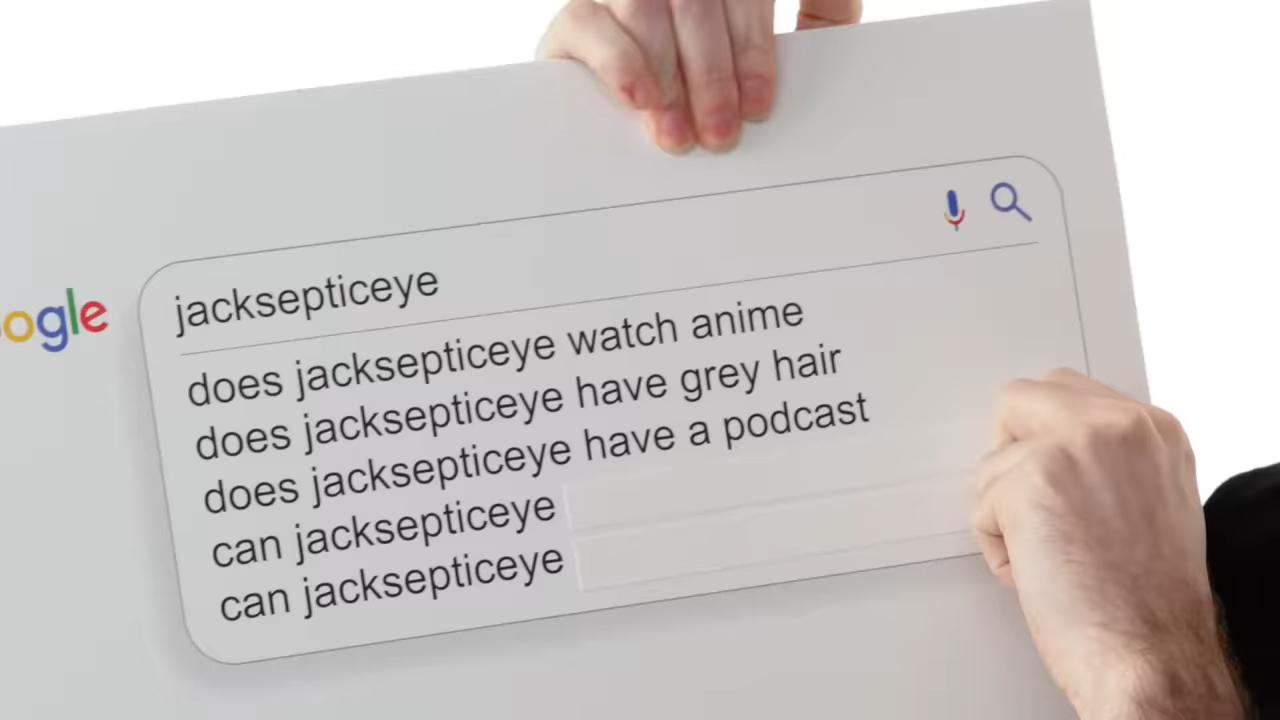 ogle
jacksepticeye
does jacksepticeye watch anime
does jacksepticeye have grey hair
does jacksepticeye have a podcast
can jacksepticeye
can jacksepticeye